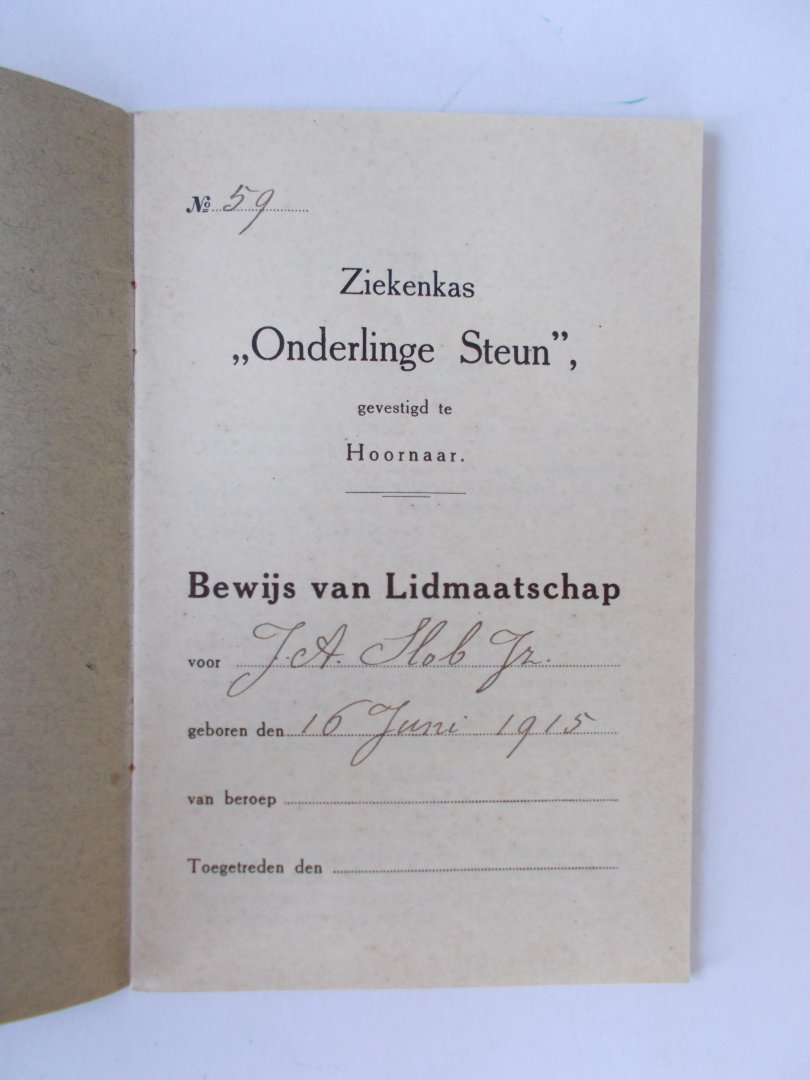 № 59
Ziekenkas
„Onderlinge Steun”,
gevestigd te
Hoornaar.
Bewijs van Lidmaatschap
voor J. A. Slob Jz.
geboren den 16 Juni 1915
van beroep
Toegetreden den